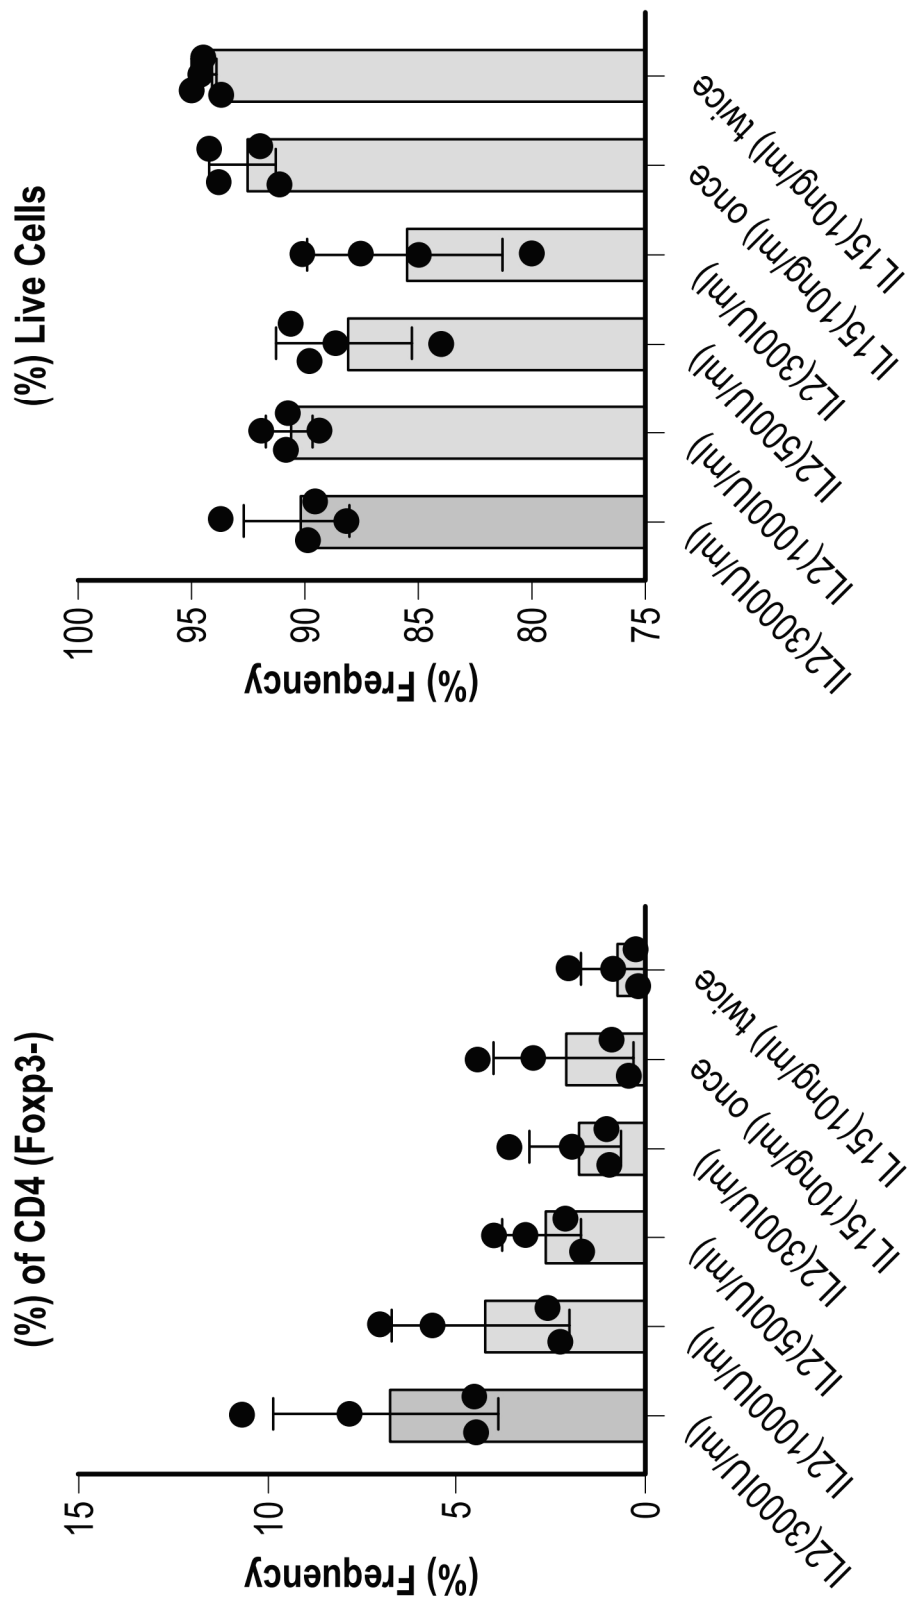 (%) of CD4 (Foxp3-)
(%) Frequency
15
10
5
0
IL2(3000IU/ml)
IL2(1000IU/ml)
IL2(500IU/ml)
IL2(300IU/ml)
IL15(10ng/ml) once
IL15(10ng/ml) twice
(%) Live Cells
(%) Frequency
100
95
90
85
80
75
IL2(3000IU/ml)
IL2(1000IU/ml)
IL2(500IU/ml)
IL2(300IU/ml)
IL15(10ng/ml) once
IL15(10ng/ml) twice